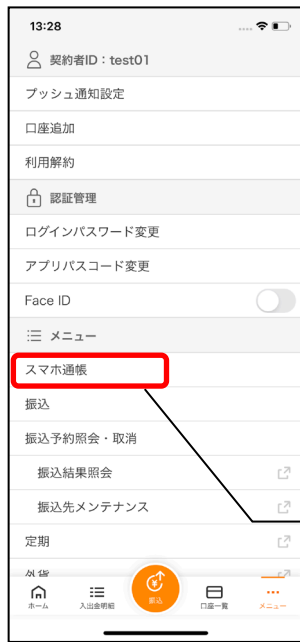 13:28
契約者ID：test01
プッシュ通知設定
口座追加
利用解約
認証管理
ログインパスワード変更
アプリパスコード変更
Face ID
メニュー
スマホ通帳
振込
振込予約照会・取消
振込結果照会
振込先メンテナンス
定期
外貨
ホーム
入出金明細
振込
口座一覧
メニュー